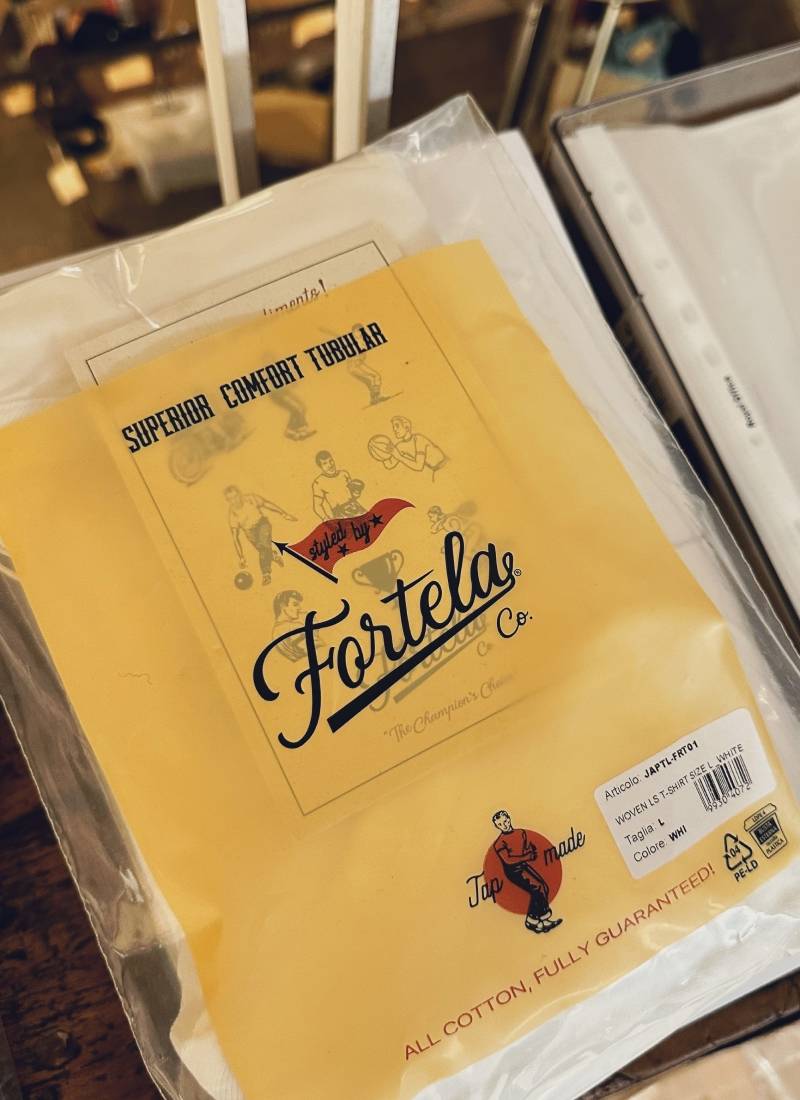 SUPERIOR COMFORT TUBULAR
styled by
Fortela®
Co.
"The Champion's
Articolo: JAPTL-FRT01
WOVEN LS T-SHIRT SIZE L WHITE
Taglia: L
Colore: WHI
Jap made
04
PE-LD
ALL COTTON, FULLY GUARANTEED!